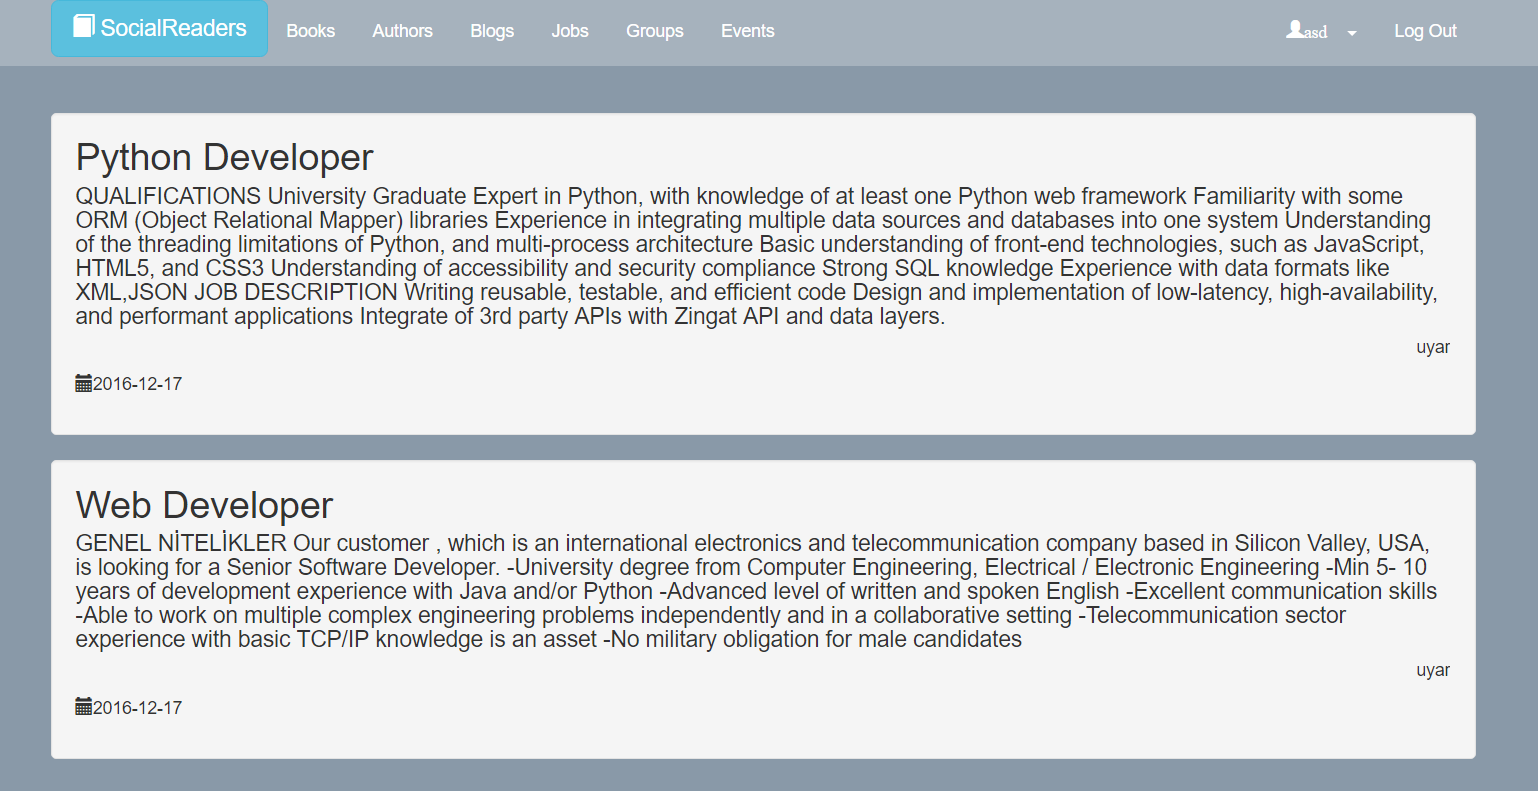 SocialReaders Books Authors Blogs Jobs Groups Events asd Log Out
Python Developer
QUALIFICATIONS University Graduate Expert in Python, with knowledge of at least one Python web framework Familiarity with some
ORM (Object Relational Mapper) libraries Experience in integrating multiple data sources and databases into one system Understanding
of the threading limitations of Python, and multi-process architecture Basic understanding of front-end technologies, such as JavaScript,
HTML5, and CSS3 Understanding of accessibility and security compliance Strong SQL knowledge Experience with data formats like
XML,JSON JOB DESCRIPTION Writing reusable, testable, and efficient code Design and implementation of low-latency, high-availability,
and performant applications Integrate of 3rd party APIs with Zingat API and data layers.
uyar
2016-12-17
Web Developer
GENEL NİTELİKLER Our customer , which is an international electronics and telecommunication company based in Silicon Valley, USA,
is looking for a Senior Software Developer. -University degree from Computer Engineering, Electrical / Electronic Engineering -Min 5- 10
years of development experience with Java and/or Python -Advanced level of written and spoken English -Excellent communication skills
-Able to work on multiple complex engineering problems independently and in a collaborative setting -Telecommunication sector
experience with basic TCP/IP knowledge is an asset -No military obligation for male candidates
uyar
2016-12-17